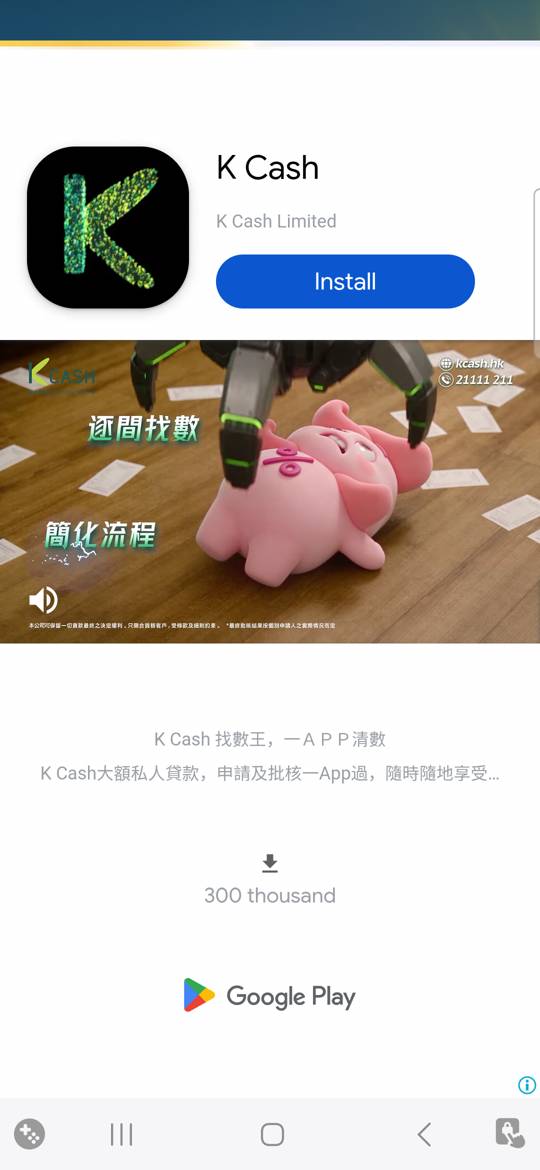 K Cash
K Cash Limited
Install
K CASH
kcash.hk
21111 211
逐間找數
簡化流程
K Cash 找數王，一ＡＰＰ清數
K Cash大額私人貸款，申請及批核一App過，隨時隨地享受...
300 thousand
Google Play